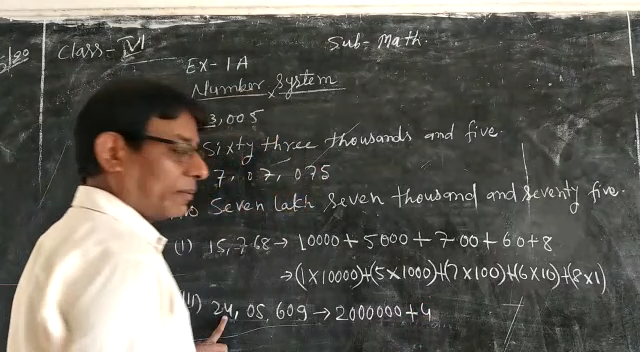 /20
Class-VI
Sub- Math.
EX-1A
Number System
3,005
Sixty three thousands and five.
7,07,075
Seven lakh seven thousand and seventy five.
(1) 15,768→ 10000+5000+700+60+8
→(1×10000)+(5×1000)+(7×100)+(6×10)+(8×1)
24,05,609→2000000+4